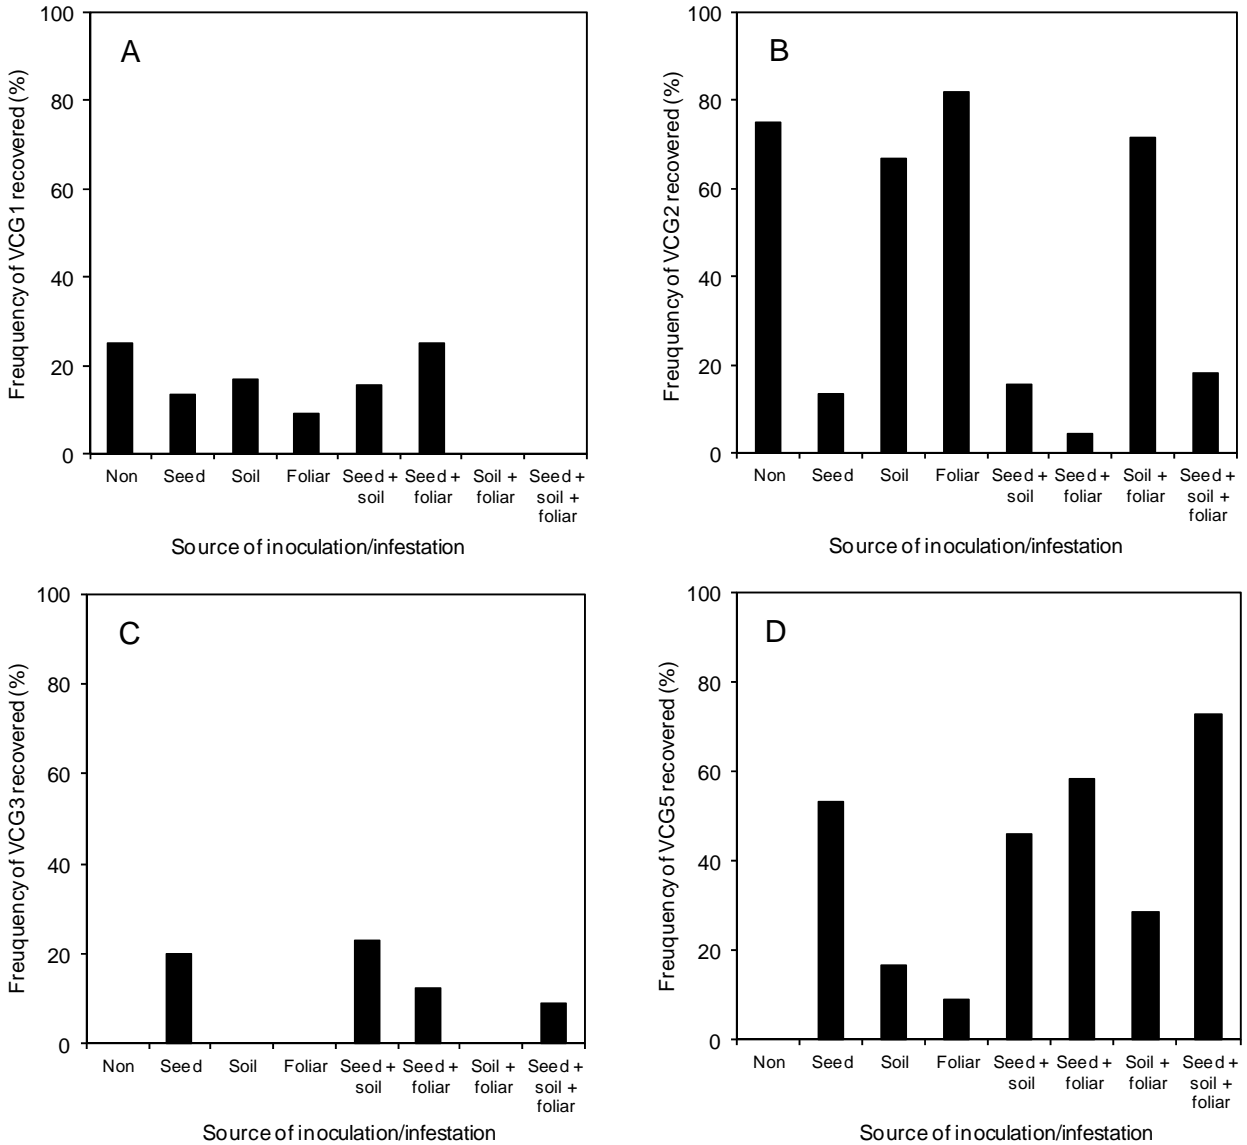 A
Freuquency of VCG1 recovered (%)
100
80
60
40
20
0
Non Seed Soil Foliar Seed + soil Seed + foliar Soil + foliar Seed + soil + foliar
Source of inoculation/infestation
B
Freuquency of VCG2 recovered (%)
100
80
60
40
20
0
Non Seed Soil Foliar Seed + soil Seed + foliar Soil + foliar Seed + soil + foliar
Source of inoculation/infestation
C
Freuquency of VCG3 recovered (%)
100
80
60
40
20
0
Non Seed Soil Foliar Seed + soil Seed + foliar Soil + foliar Seed + soil + foliar
Source of inoculation/infestation
D
Freuquency of VCG5 recovered (%)
100
80
60
40
20
0
Non Seed Soil Foliar Seed + soil Seed + foliar Soil + foliar Seed + soil + foliar
Source of inoculation/infestation